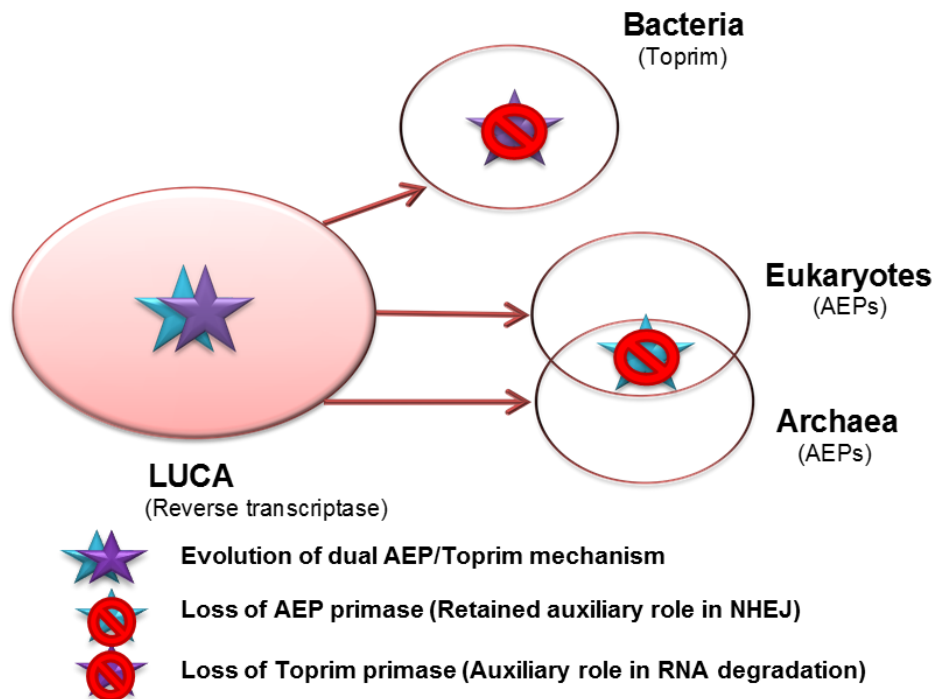 Bacteria
(Toprim)
Eukaryotes
(AEPs)
Archaea
(AEPs)
LUCA
(Reverse transcriptase)
Evolution of dual AEP/Toprim mechanism
Loss of AEP primase (Retained auxiliary role in NHEJ)
Loss of Toprim primase (Auxiliary role in RNA degradation)